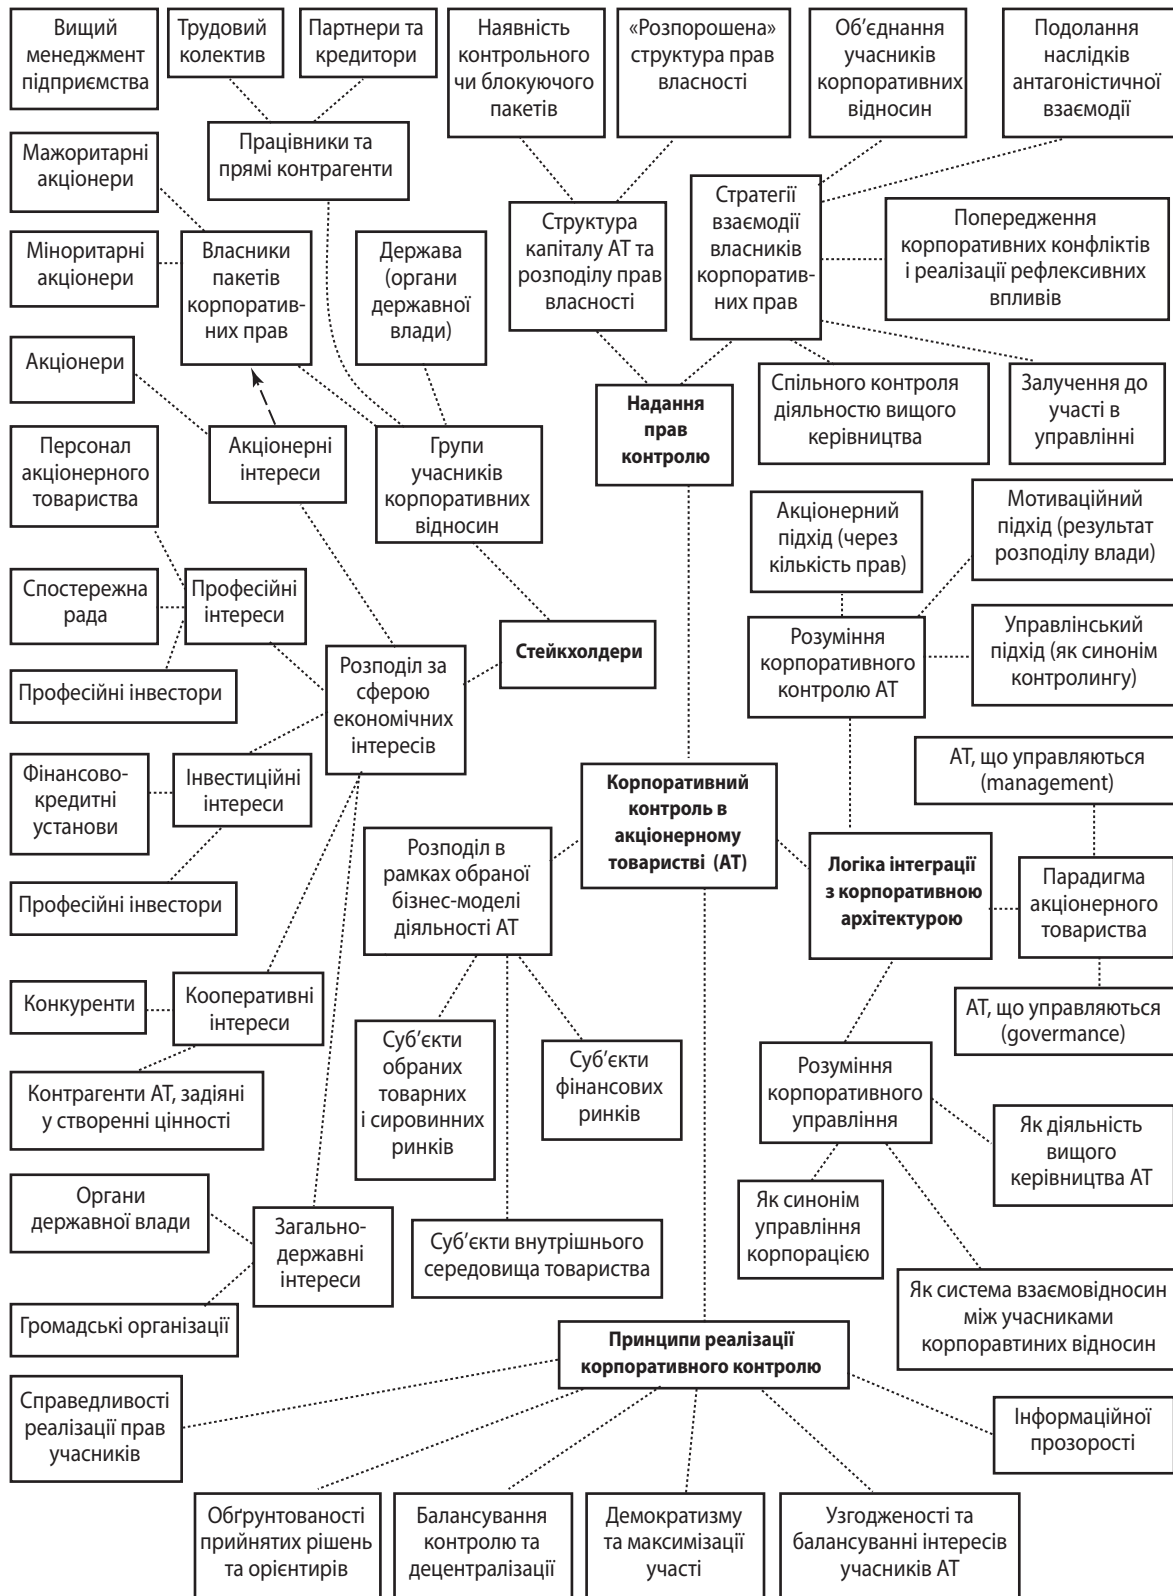 Вищий
менеджмент
підприємства
Трудовий
колектив
Партнери та
кредитори
Наявність
контрольного
чи блокуючого
пакетів
«Розпорошена»
структура прав
власності
Об’єднання
учасників
корпоративних
відносин
Подолання
наслідків
антагоністичної
взаємодії
Працівники та
прямі контрагенти
Мажоритарні
акціонери
Міноритарні
акціонери
Власники
пакетів
корпоратив-
них прав
Держава
(органи
державної
влади)
Структура
капіталу АТ та
розподілу прав
власності
Стратегії
взаємодії
власників
корпоратив-
них прав
Попередження
корпоративних конфліктів
і реалізації рефлексивних
впливів
Акціонери
Надання
прав
контролю
Спільного контроля
діяльністю вищого
керівництва
Залучення до
участі в
управлінні
Персонал
акціонерного
товариства
Акціонерні
інтереси
Групи
учасників
корпоративних
відносин
Акціонерний
підхід (через
кількість прав)
Мотиваційний
підхід (результат
розподілу влади)
Спостережна
рада
Професійні
інтереси
Стейкхолдери
Розуміння
корпоративного
контролю АТ
Управлінський
підхід (як синонім
контролингу)
Професійні інвестори
Розподіл за
сферою
економічних
інтересів
Фінансово-
кредитні
установи
Інвестиційні
інтереси
Корпоративний
контроль в
акціонерному
товаристві (АТ)
АТ, що управляються
(management)
Розподіл в
рамках обраної
бізнес-моделі
діяльності АТ
Логіка інтеграції
з корпоративною
архітектурою
Парадигма
акціонерного
товариства
Професійні інвестори
Конкуренти
Кооперативні
інтереси
АТ, що управляються
(govermance)
Суб’єкти
обраних
товарних
і сировинних
ринків
Суб’єкти
фінансових
ринків
Розуміння
корпоративного
управління
Контрагенти АТ, задіяні
у створенні цінності
Як діяльність
вищого
керівництва АТ
Органи
державної влади
Загально-
державні
інтереси
Суб’єкти внутрішнього
середовища товариства
Як синонім
управління
корпорацією
Як система взаємовідносин
між учасниками
корпоравтиних відносин
Громадські організації
Принципи реалізації
корпоративного контролю
Справедливості
реалізації прав
учасників
Інформаційної
прозорості
Обґрунтованості
прийнятих рішень
та орієнтирів
Балансування
контролю та
децентралізації
Демократизму
та максимізації
участі
Узгодженості та
балансуванні інтересів
учасників АТ